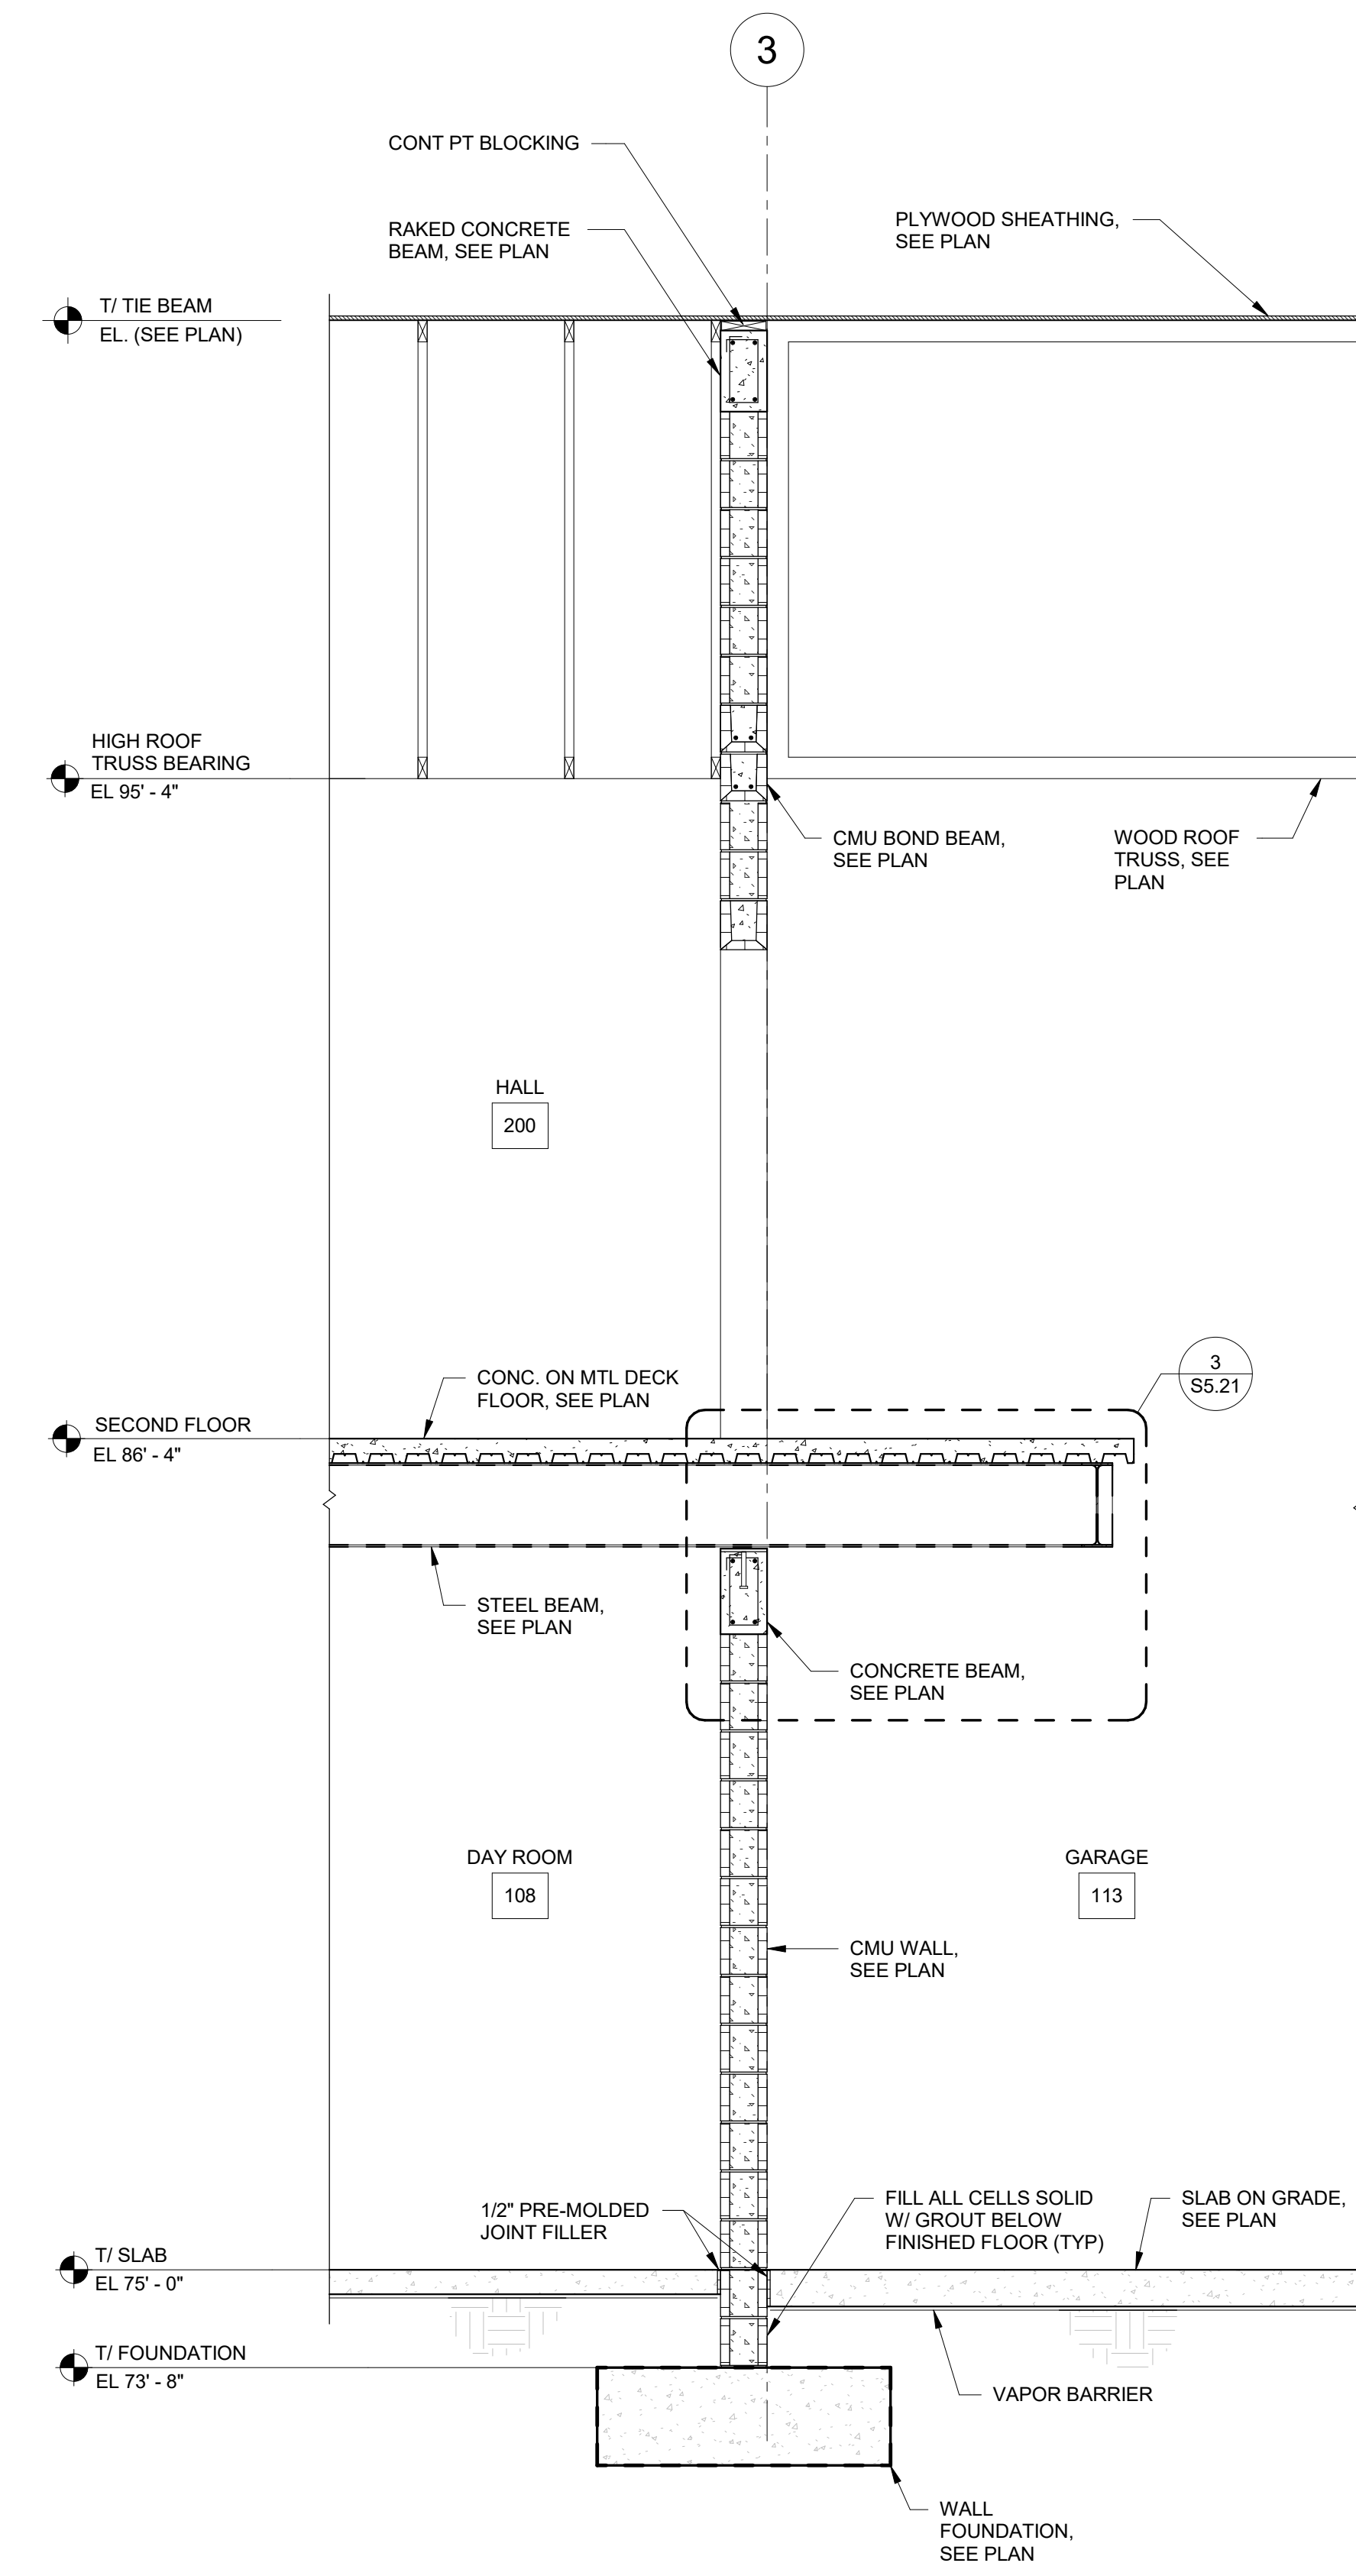 3
CONT PT BLOCKING
RAKED CONCRETE
BEAM, SEE PLAN
PLYWOOD SHEATHING,
SEE PLAN
T/ TIE BEAM
EL. (SEE PLAN)
HIGH ROOF
TRUSS BEARING
EL 95' - 4"
CMU BOND BEAM,
SEE PLAN
WOOD ROOF
TRUSS, SEE
PLAN
HALL
200
3
S5.21
CONC. ON MTL DECK
FLOOR, SEE PLAN
SECOND FLOOR
EL 86' - 4"
STEEL BEAM,
SEE PLAN
CONCRETE BEAM,
SEE PLAN
DAY ROOM
108
GARAGE
113
CMU WALL,
SEE PLAN
1/2" PRE-MOLDED
JOINT FILLER
FILL ALL CELLS SOLID
W/ GROUT BELOW
FINISHED FLOOR (TYP)
SLAB ON GRADE,
SEE PLAN
T/ SLAB
EL 75' - 0"
T/ FOUNDATION
EL 73' - 8"
VAPOR BARRIER
WALL
FOUNDATION,
SEE PLAN